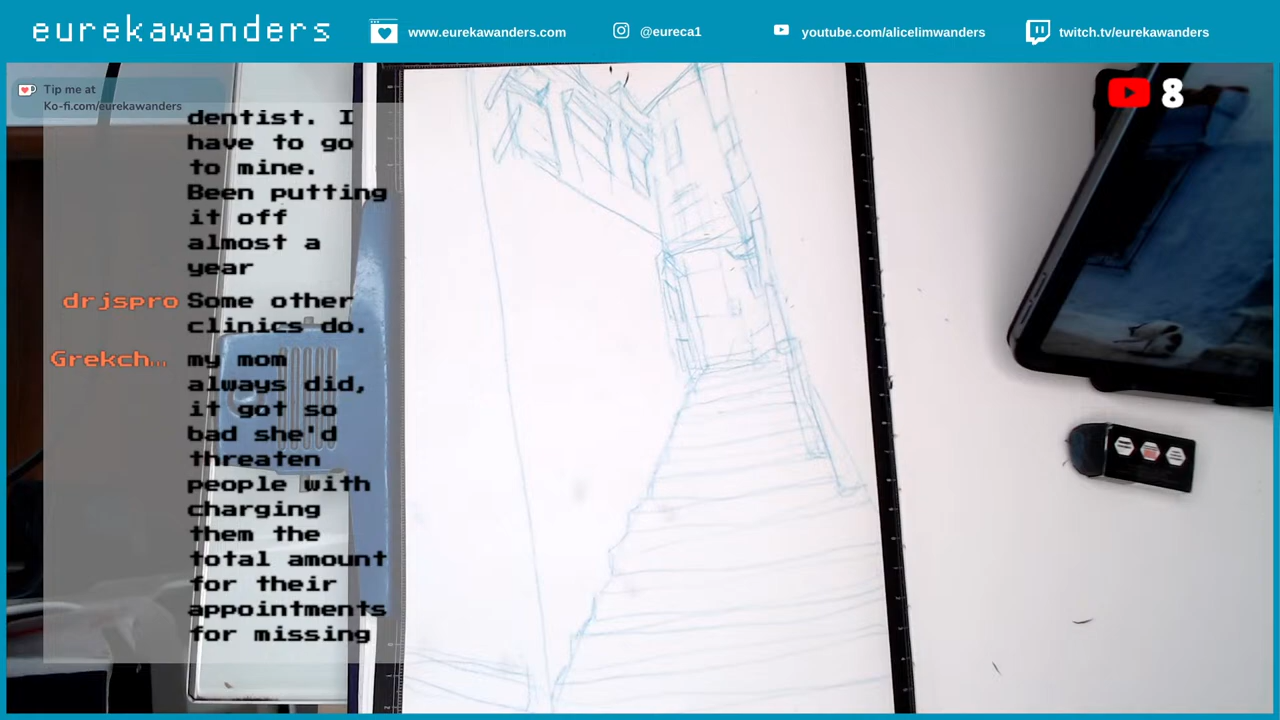 eurekawanders
www.eurekawanders.com
@eureca1
youtube.com/alicelimwanders
twitch.tv/eurekawanders
Tip me at
Ko-fi.com/eurekawanders
8
dentist. I
have to go
to mine.
Been putting
it off
almost a
year
drjspro Some other
clinics do.
Grekch... my mom
always did,
it got so
bad she'd
threaten
people with
charging
them the
total amount
for their
appointments
for missing